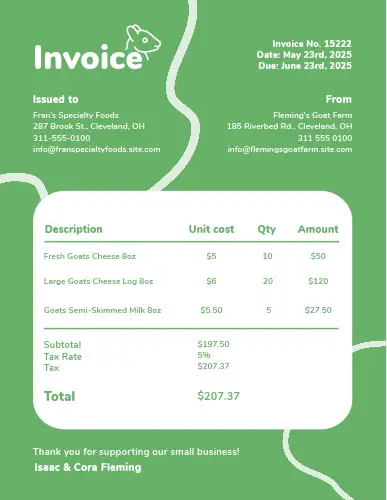 Invoice
Invoice No. 15222
Date: May 23rd, 2025
Due: June 23rd, 2025
Issued to
Fran's Specialty Foods
287 Brook St., Cleveland, OH
311-555-0100
info@franspecialtyfoods.site.com
From
Fleming's Goat Farm
185 Riverbed Rd., Cleveland, OH
311 555 0100
info@flemingsgoatfarm.site.com
Description Unit cost Qty Amount
Fresh Goats Cheese 8oz $5 10 $50
Large Goats Cheese Log 8oz $6 20 $120
Goats Semi-Skimmed Milk 8oz $5.50 5 $27.50
Subtotal $197.50
Tax Rate 5%
Tax $207.37
Total $207.37
Thank you for supporting our small business!
Isaac & Cora Fleming